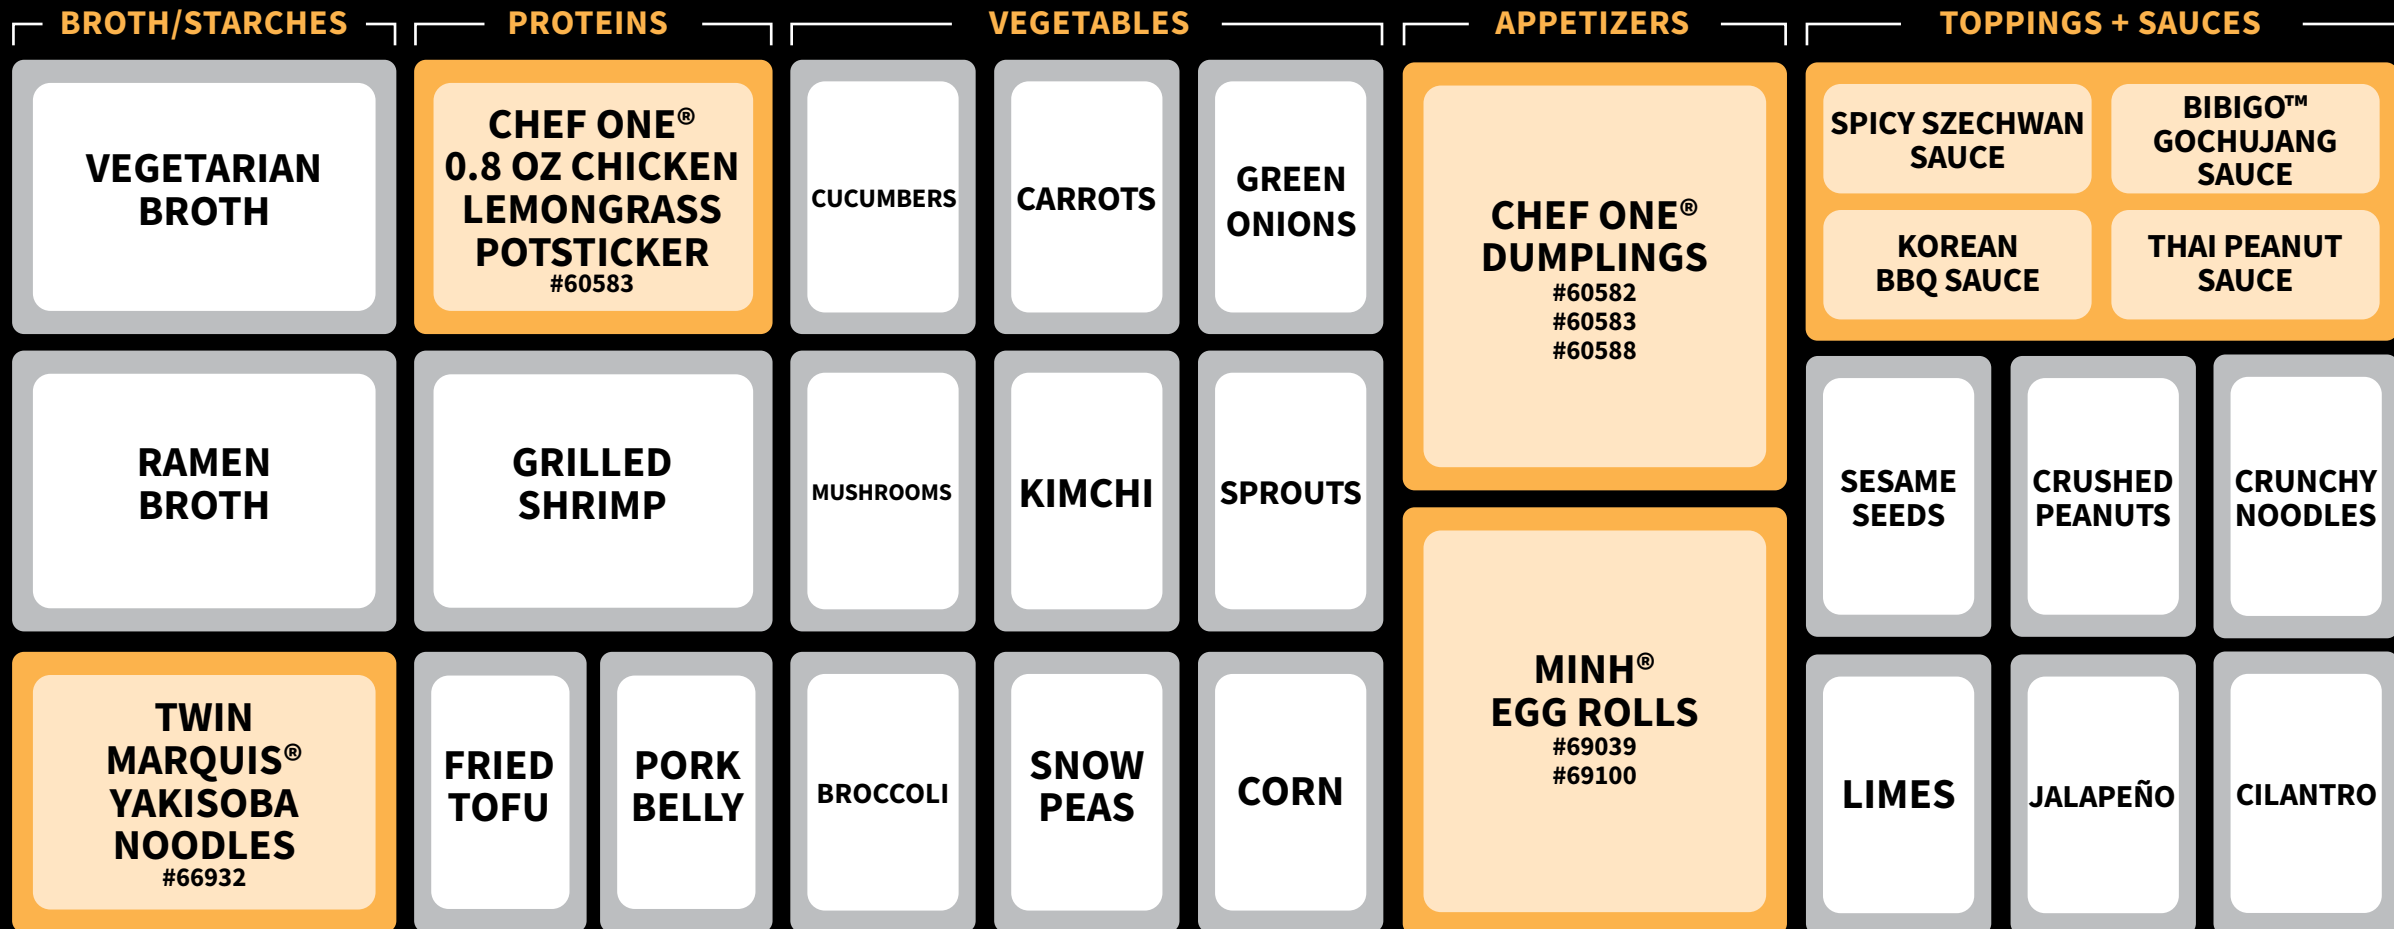 BROTH/STARCHES
PROTEINS
VEGETABLES
APPETIZERS
TOPPINGS + SAUCES
VEGETARIAN
BROTH
RAMEN
BROTH
TWIN
MARQUIS®
YAKISOBA
NOODLES
#66932
CHEF ONE®
0.8 OZ CHICKEN
LEMONGRASS
POTSTICKER
#60583
GRILLED
SHRIMP
FRIED
TOFU
PORK
BELLY
CUCUMBERS
CARROTS
GREEN
ONIONS
MUSHROOMS
KIMCHI
SPROUTS
BROCCOLI
SNOW
PEAS
CORN
CHEF ONE®
DUMPLINGS
#60582
#60583
#60588
MINH®
EGG ROLLS
#69039
#69100
SPICY SZECHWAN
SAUCE
BIBIGO™
GOCHUJANG
SAUCE
KOREAN
BBQ SAUCE
THAI PEANUT
SAUCE
SESAME
SEEDS
CRUSHED
PEANUTS
CRUNCHY
NOODLES
LIMES
JALAPEÑO
CILANTRO